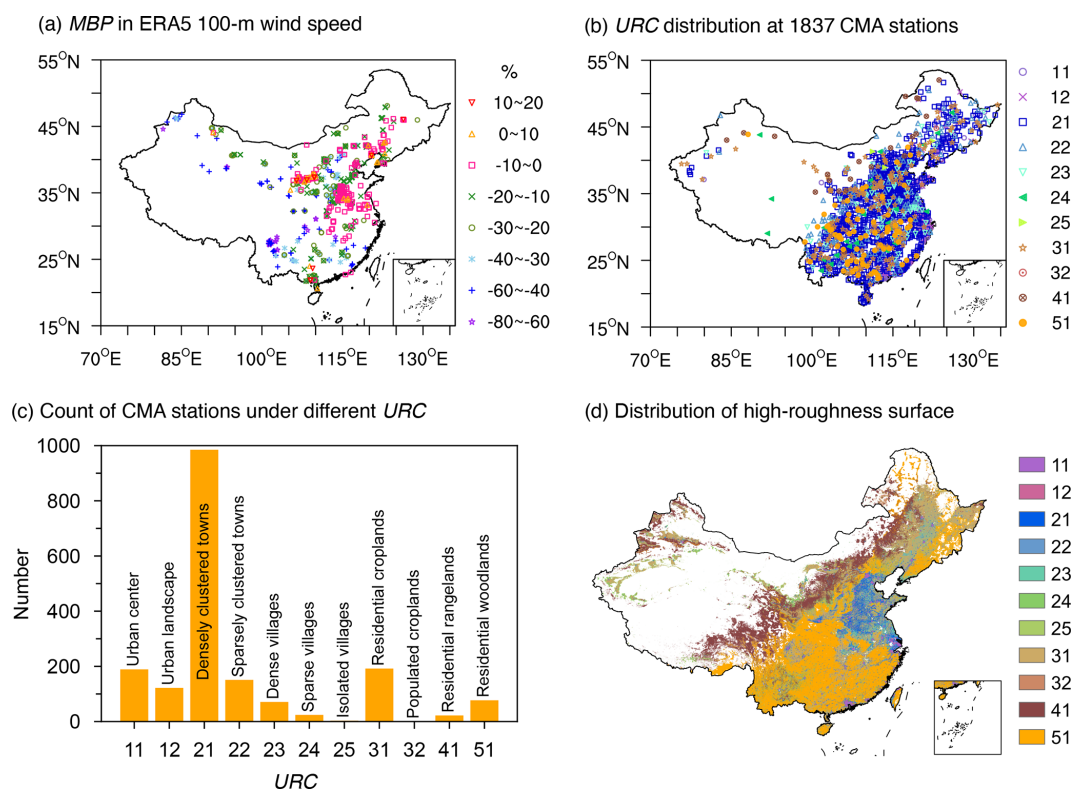 (a) MBP in ERA5 100-m wind speed
55°N
45°N
35°N
25°N
15°N
70°E 85°E 100°E 115°E 130°E
%
10~20
0~10
-10~0
-20~-10
-30~-20
-40~-30
-60~-40
-80~-60
(b) URC distribution at 1837 CMA stations
55°N
45°N
35°N
25°N
15°N
70°E 85°E 100°E 115°E 130°E
11
12
21
22
23
24
25
31
32
41
51
(c) Count of CMA stations under different URC
Number
1000
800
600
400
200
0
Urban center
Urban landscape
Densely clustered towns
Sparsely clustered towns
Dense villages
Sparse villages
Isolated villages
Residential croplands
Populated croplands
Residential rangelands
Residential woodlands
11 12 21 22 23 24 25 31 32 41 51
URC
(d) Distribution of high-roughness surface
11
12
21
22
23
24
25
31
32
41
51